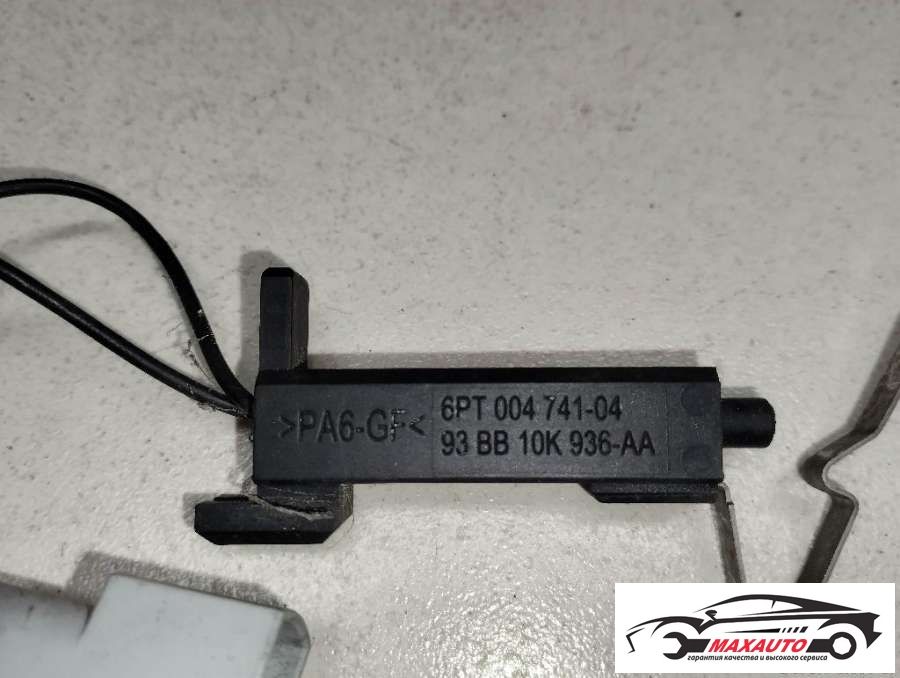 >PA6-GF< 6PT 004 741-04
93 BB 10K 936-AA
MAXAUTO
гарантия качества и высокого сервиса